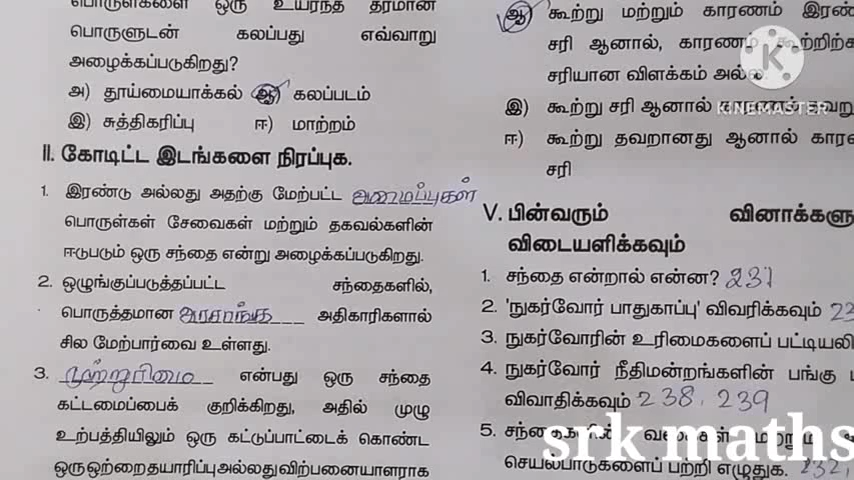 பொருள்களை ஒரு உயர்ந்த தரமான
பொருளுடன் கலப்பது எவ்வாறு
அழைக்கப்படுகிறது?
அ) தூய்மையாக்கல் ஆ) கலப்படம்
இ) சுத்திகரிப்பு ஈ) மாற்றம்
II. கோடிட்ட இடங்களை நிரப்புக.
1. இரண்டு அல்லது அதற்கு மேற்பட்ட அமைப்புகள்
பொருள்கள் சேவைகள் மற்றும் தகவல்களின்
ஈடுபடும் ஒரு சந்தை என்று அழைக்கப்படுகிறது.
2. ஒழுங்குப்படுத்தப்பட்ட சந்தைகளில்,
பொருத்தமான அரசாங்க___ அதிகாரிகளால்
சில மேற்பார்வை உள்ளது.
3. முற்றுரிமை என்பது ஒரு சந்தை
கட்டமைப்பைக் குறிக்கிறது, அதில் முழு
உற்பத்தியிலும் ஒரு கட்டுப்பாட்டைக் கொண்ட
ஒருஒற்றைதயாரிப்புஅல்லதுவிற்பனையாளராக
ஆ) கூற்று மற்றும் காரணம்
சரி ஆனால், காரணம்
சரியான விளக்கம் அல்ல.
இ) கூற்று சரி ஆனால் காரணம்
ஈ) கூற்று தவறானது ஆனால்
சரி
V. பின்வரும்
விடையளிக்கவும்
1. சந்தை என்றால் என்ன? 231
2. 'நுகர்வோர் பாதுகாப்பு' விவரிக்கவும்
3. நுகர்வோரின் உரிமைகளைப்
4. நுகர்வோர் நீதிமன்றங்களின் பங்கு
விவாதிக்கவும் 238, 239
5. சந்தைகளின்
செயல்பாடுகளைப் பற்றி எழுதுக. 232,
K
KINEMASTER
srk maths